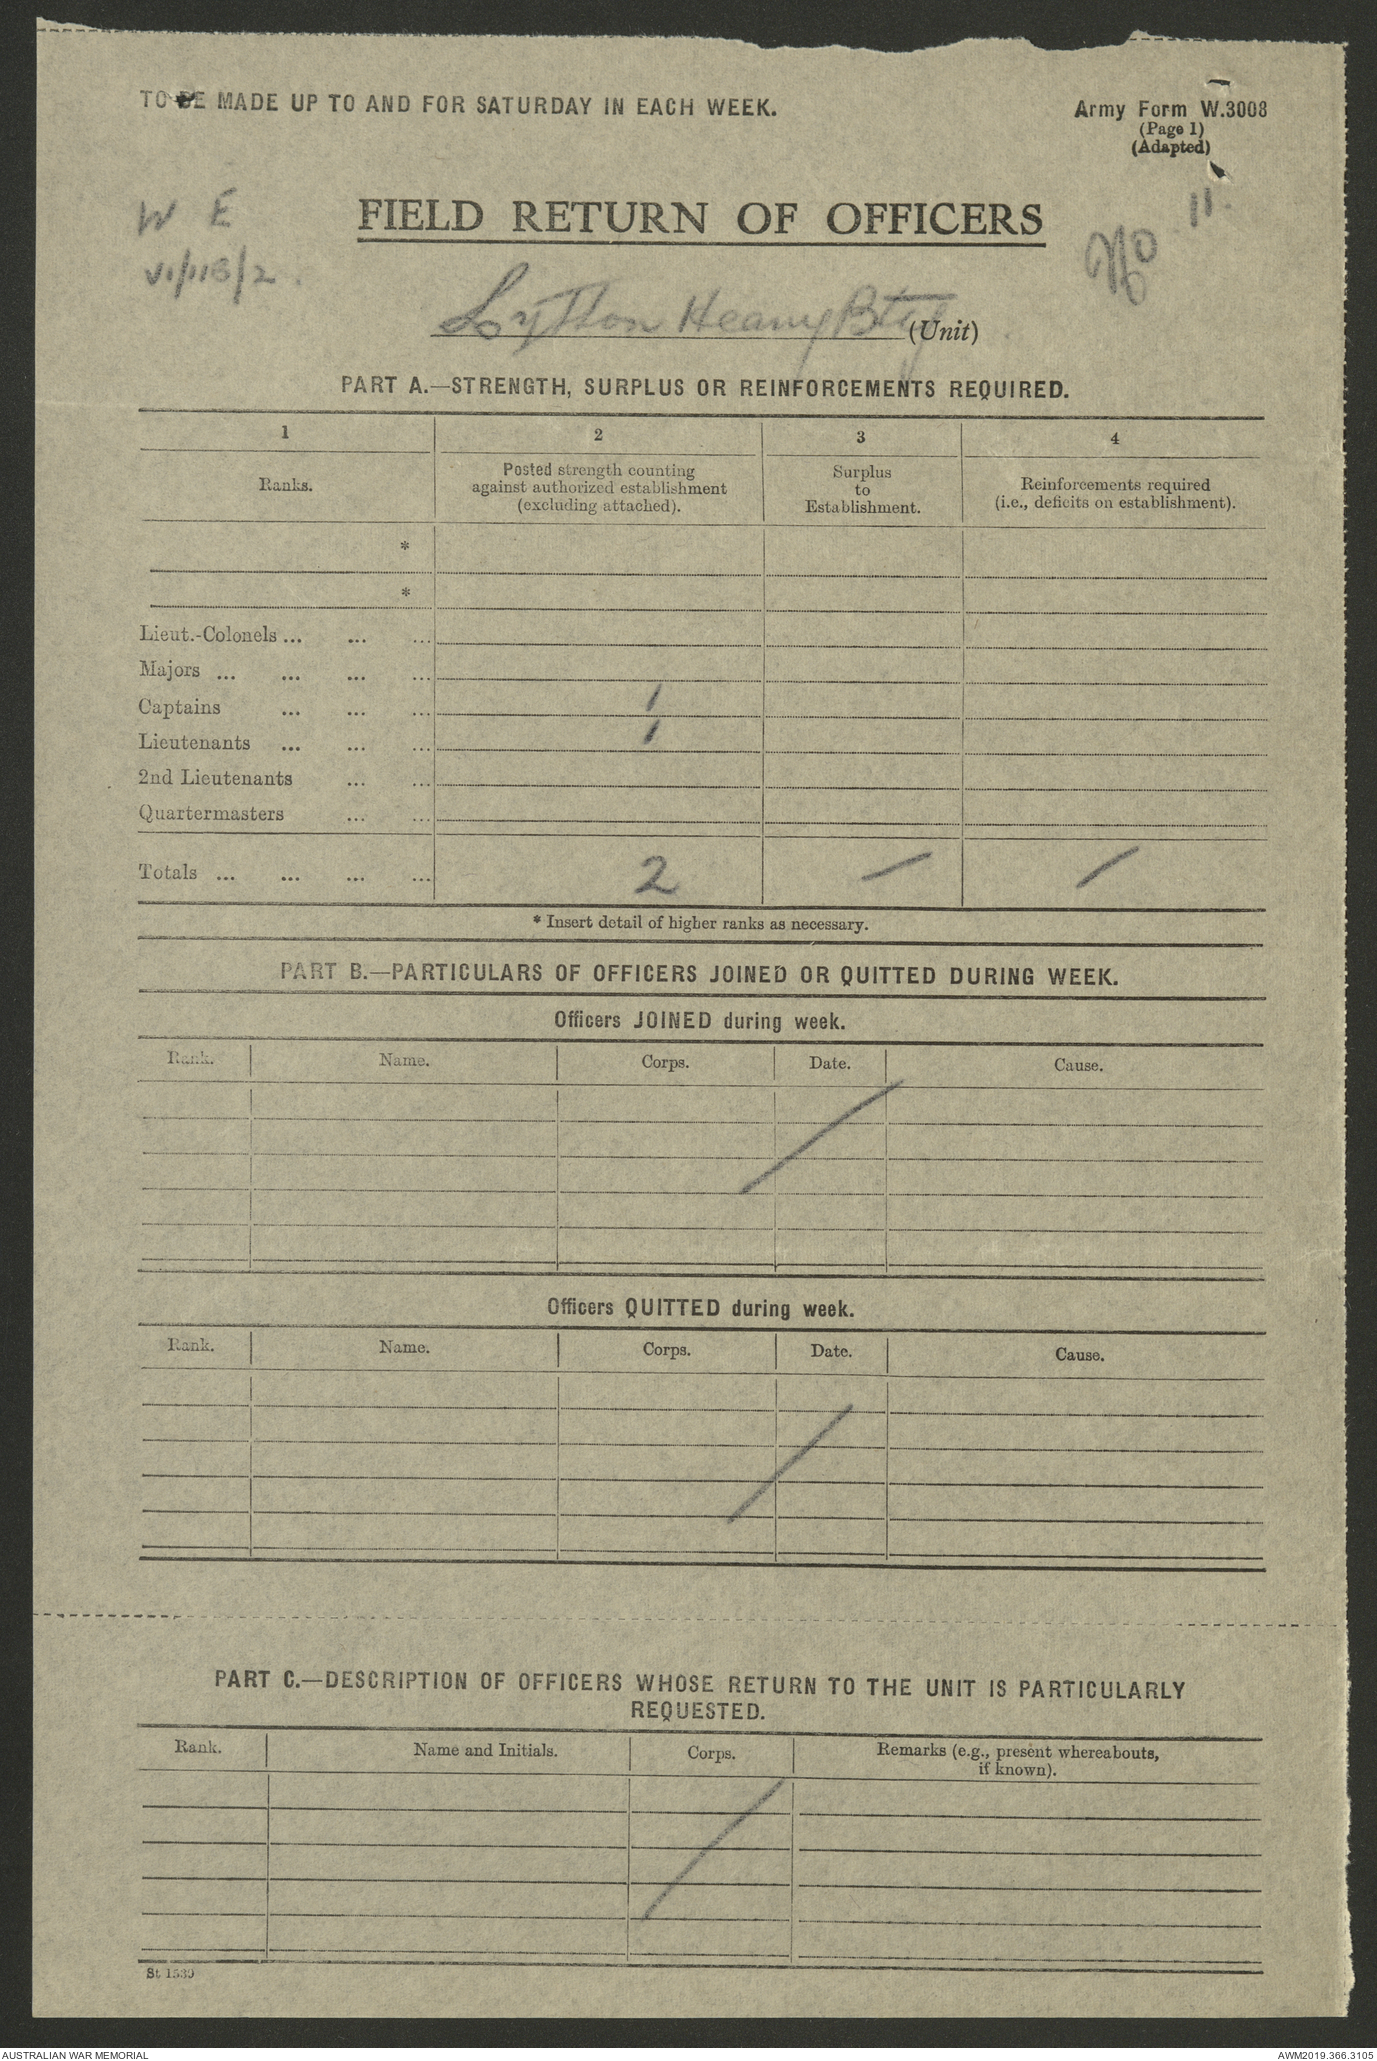 TO BE MADE UP TO AND FOR SATURDAY IN EACH WEEK.
Army Form W.3008
(Page 1)
(Adapted)
W E
VI/11B/2.
No 11.
FIELD RETURN OF OFFICERS
Lytton Heavy Bty (Unit)
PART A.—STRENGTH, SURPLUS OR REINFORCEMENTS REQUIRED.
1 2 3 4
Ranks. Posted strength counting against authorized establishment (excluding attached). Surplus to Establishment. Reinforcements required (i.e., deficits on establishment).
*
*
Lieut.-Colonels ... ... ...
Majors ... ... ... ...
Captains ... ... ... 1
Lieutenants ... ... ... 1
2nd Lieutenants ... ...
Quartermasters ... ...
Totals ... ... ... ... 2 / /
* Insert detail of higher ranks as necessary.
PART B.—PARTICULARS OF OFFICERS JOINED OR QUITTED DURING WEEK.
Officers JOINED during week.
Rank. Name. Corps. Date. Cause.
/
Officers QUITTED during week.
Rank. Name. Corps. Date. Cause.
/
PART C.—DESCRIPTION OF OFFICERS WHOSE RETURN TO THE UNIT IS PARTICULARLY
REQUESTED.
Rank. Name and Initials. Corps. Remarks (e.g., present whereabouts, if known).
/
St 1539
AUSTRALIAN WAR MEMORIAL
AWM2019.366.3105